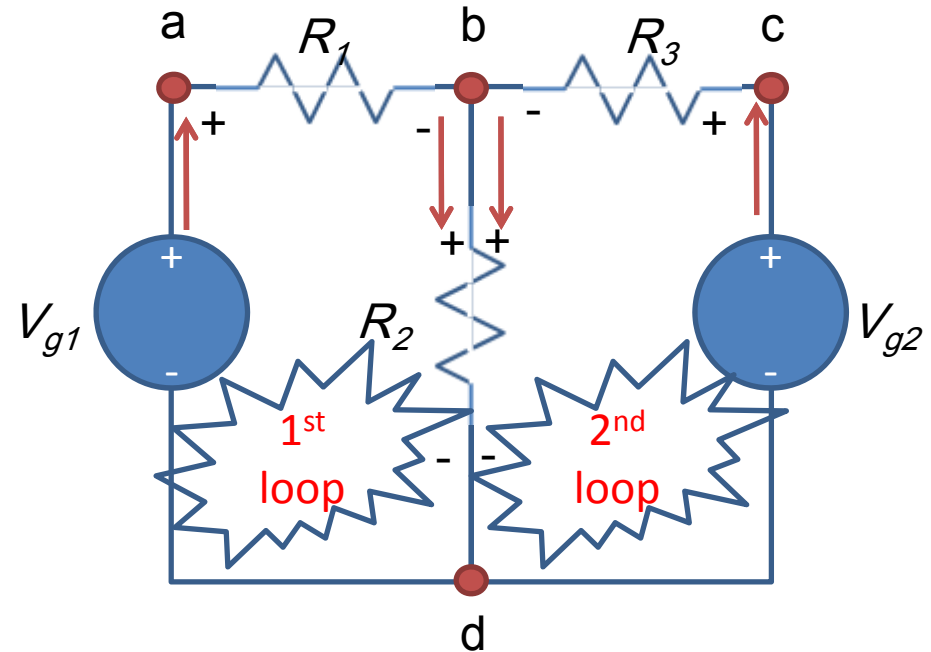 a
b
c
R1
R3
+
-
-
+
+
+
+
+
Vg1
R2
Vg2
-
-
1st
loop
2nd
loop
-
-
d